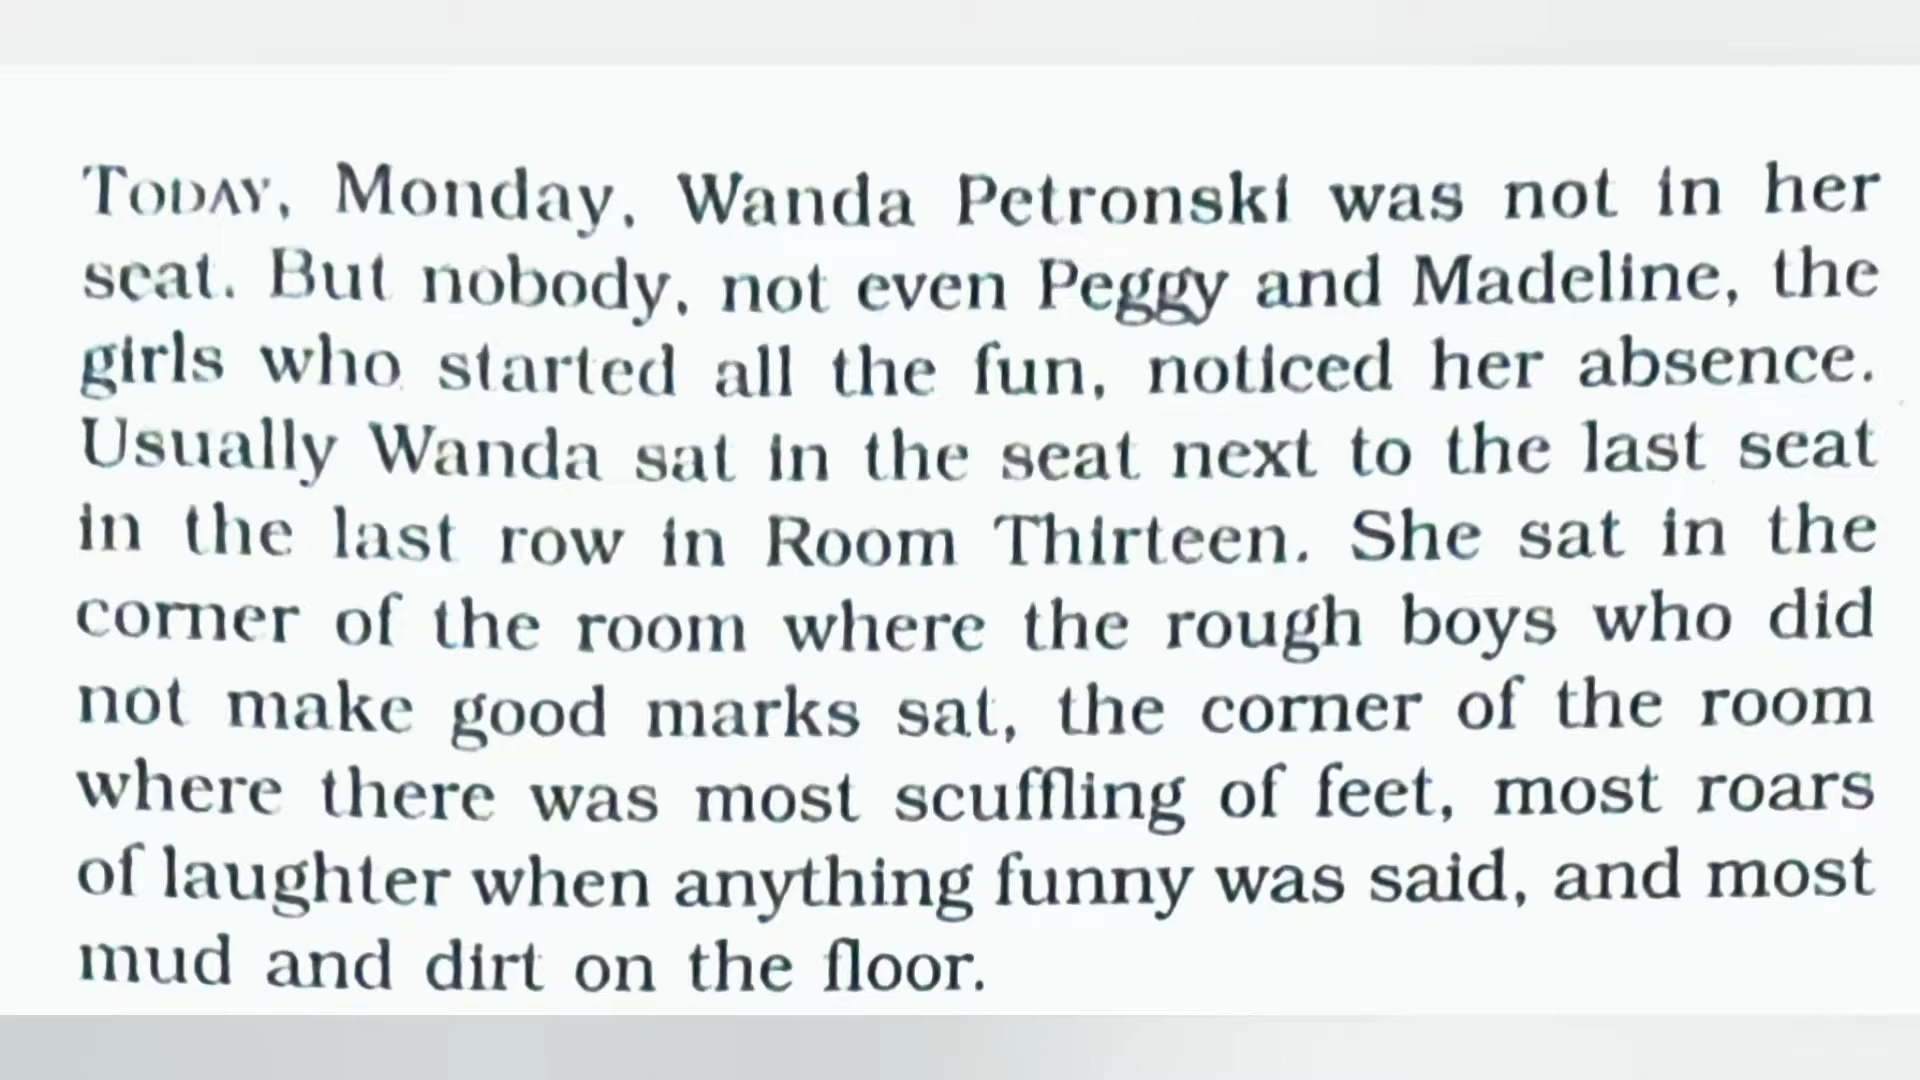 TODAY, Monday, Wanda Petronski was not in her
seat. But nobody, not even Peggy and Madeline, the
girls who started all the fun, noticed her absence.
Usually Wanda sat in the seat next to the last seat
in the last row in Room Thirteen. She sat in the
corner of the room where the rough boys who did
not make good marks sat, the corner of the room
where there was most scuffling of feet, most roars
of laughter when anything funny was said, and most
mud and dirt on the floor.